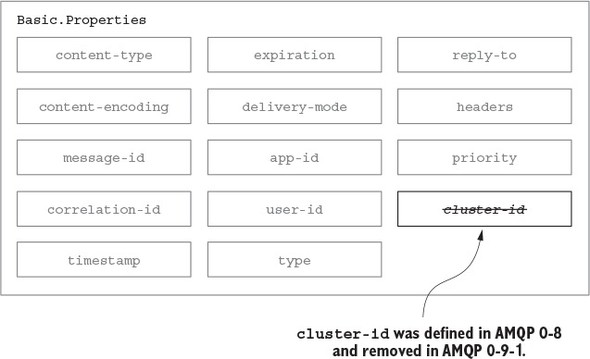 Basic.Properties
content-type expiration reply-to
content-encoding delivery-mode headers
message-id app-id priority
correlation-id user-id cluster-id
timestamp type
cluster-id was defined in AMQP 0-8
and removed in AMQP 0-9-1.